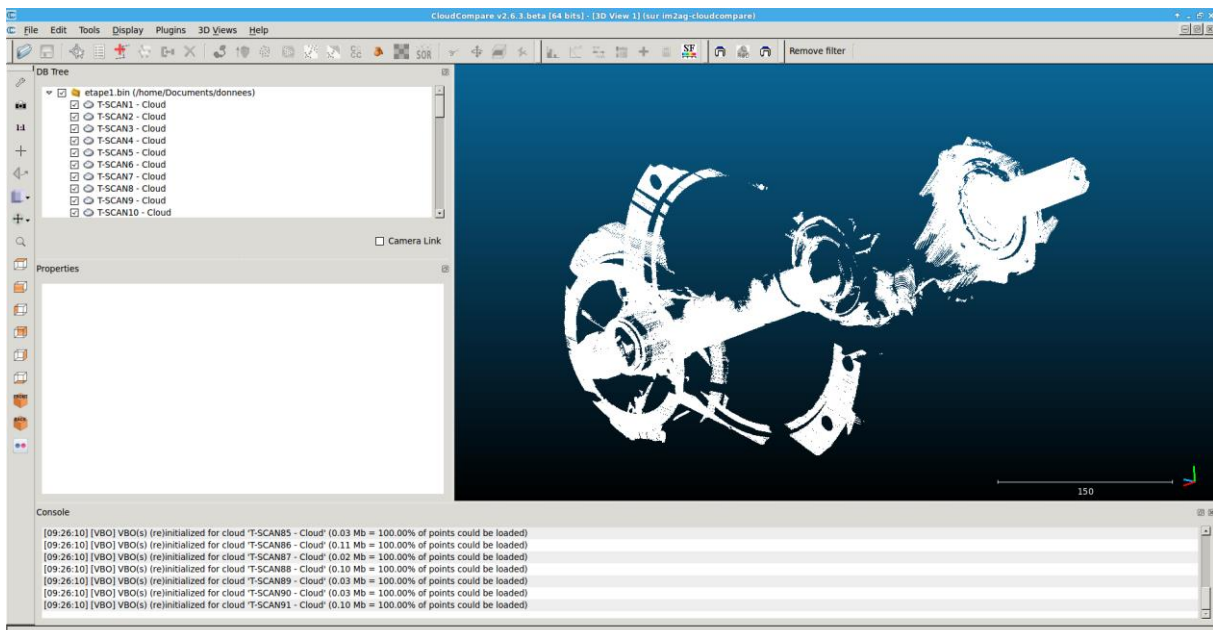 CloudCompare v2.6.3.beta [64 bits] - [3D View 1] (sur im2ag-cloudcompare)
File Edit Tools Display Plugins 3D Views Help
SOR SF Remove filter
DB Tree
etape1.bin (/home/Documents/donnees)
T-SCAN1 - Cloud
T-SCAN2 - Cloud
T-SCAN3 - Cloud
T-SCAN4 - Cloud
T-SCAN5 - Cloud
T-SCAN6 - Cloud
T-SCAN7 - Cloud
T-SCAN8 - Cloud
T-SCAN9 - Cloud
T-SCAN10 - Cloud
1:1
Camera Link
Properties
FRONT
BACK
150
Console
[09:26:10] [VBO] VBO(s) (re)initialized for cloud 'T-SCAN85 - Cloud' (0.03 Mb = 100.00% of points could be loaded)
[09:26:10] [VBO] VBO(s) (re)initialized for cloud 'T-SCAN86 - Cloud' (0.11 Mb = 100.00% of points could be loaded)
[09:26:10] [VBO] VBO(s) (re)initialized for cloud 'T-SCAN87 - Cloud' (0.02 Mb = 100.00% of points could be loaded)
[09:26:10] [VBO] VBO(s) (re)initialized for cloud 'T-SCAN88 - Cloud' (0.10 Mb = 100.00% of points could be loaded)
[09:26:10] [VBO] VBO(s) (re)initialized for cloud 'T-SCAN89 - Cloud' (0.03 Mb = 100.00% of points could be loaded)
[09:26:10] [VBO] VBO(s) (re)initialized for cloud 'T-SCAN90 - Cloud' (0.03 Mb = 100.00% of points could be loaded)
[09:26:10] [VBO] VBO(s) (re)initialized for cloud 'T-SCAN91 - Cloud' (0.10 Mb = 100.00% of points could be loaded)